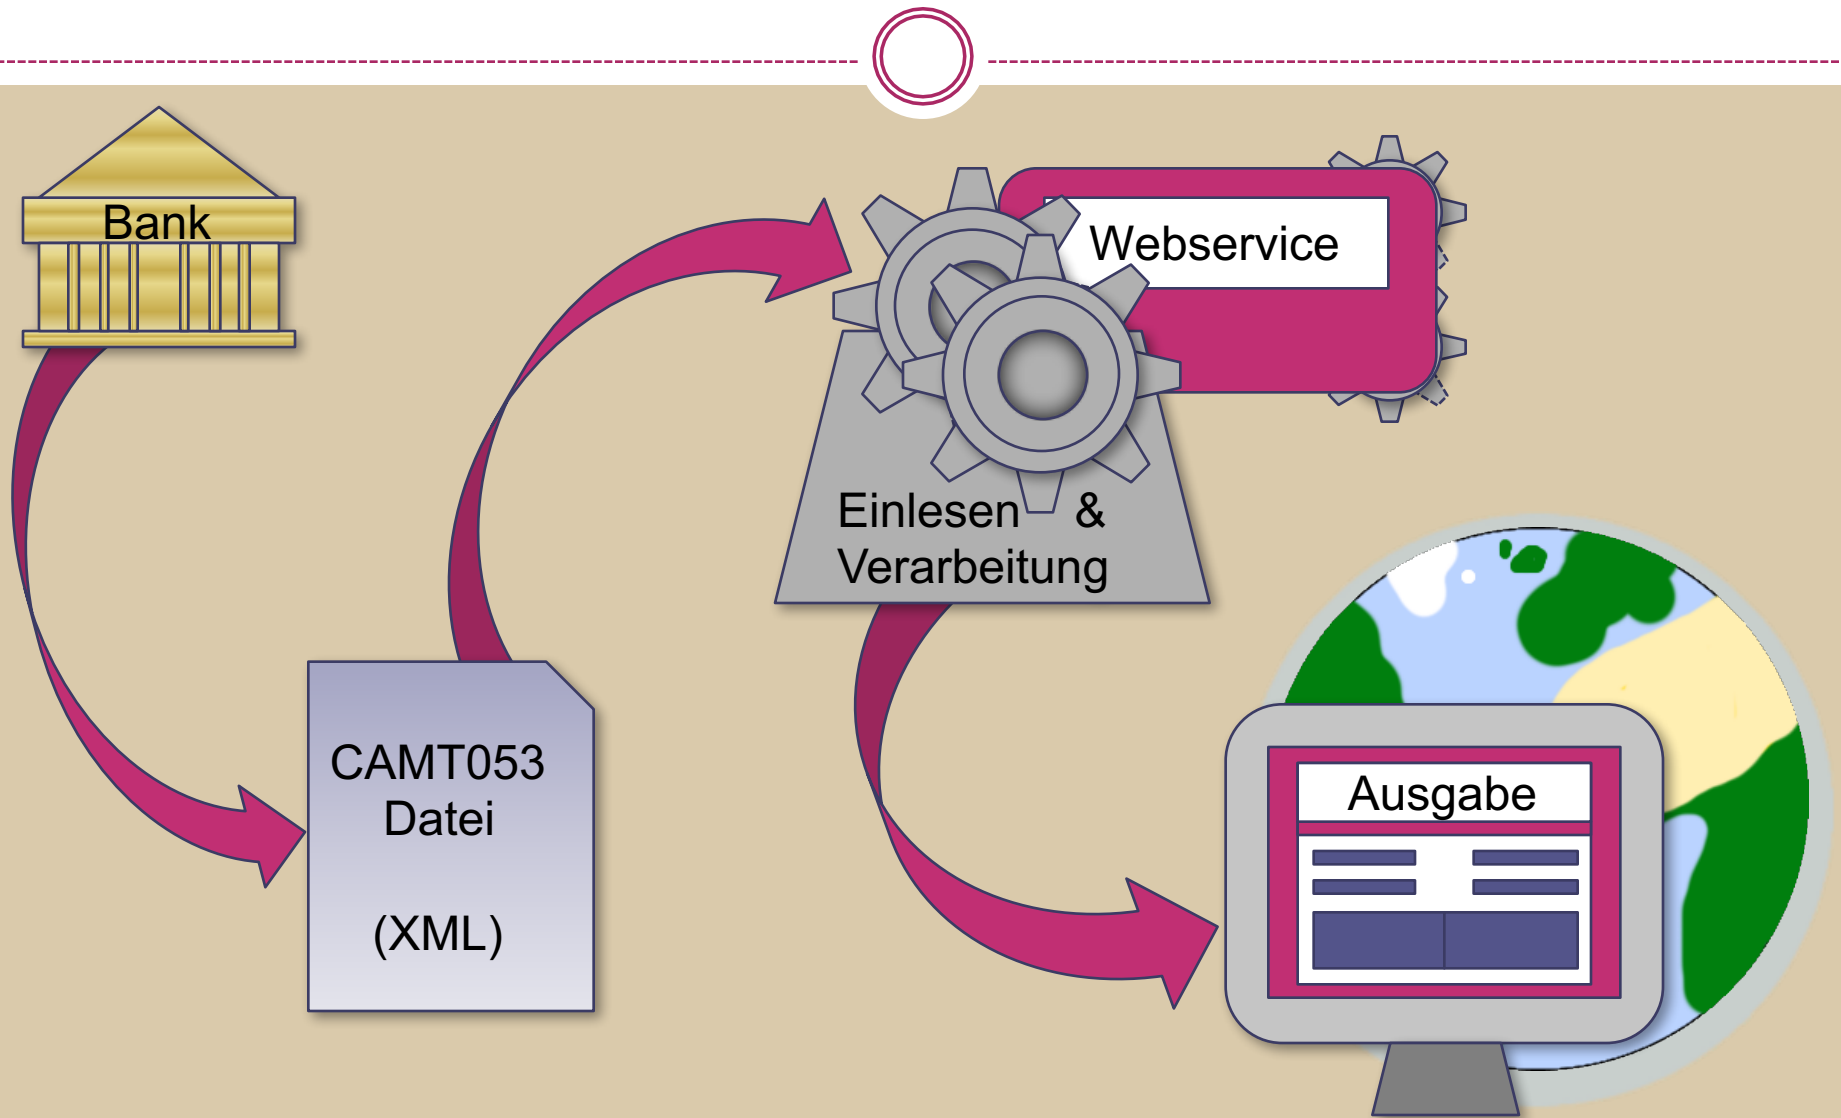 Bank
Webservice
Einlesen &
Verarbeitung
CAMT053
Datei
(XML)
Ausgabe